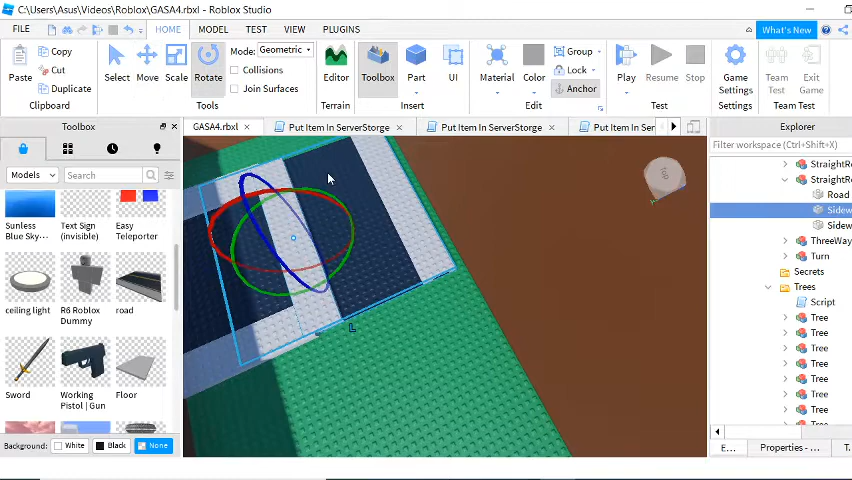 C:\Users\Asus\Videos\Roblox\GASA4.rbxl - Roblox Studio
FILE HOME MODEL TEST VIEW PLUGINS What's New
Paste Copy Cut Duplicate Clipboard
Select Move Scale Rotate Tools
Mode: Geometric
Collisions
Join Surfaces
Editor Terrain
Toolbox Part UI Insert
Material Color Group Lock Anchor Edit
Play Resume Stop Test
Game Settings Settings
Team Test Exit Game Team Test
Toolbox
GASA4.rbxl Put Item In ServerStorge Put Item In ServerStorge Put Item In Ser
Explorer
Filter workspace (
Models Search
Sunless Blue Sky···
Text Sign (invisible)
Easy Teleporter
ceiling light
R6 Roblox Dummy
road
Sword
Working Pistol | Gun
Floor
Background: White Black None
Top
StraightRo
StraightRo
Road
Sidew
Sidew
ThreeWay
Turn
Secrets
Trees
Script
Tree
Tree
Tree
Tree
Tree
Tree
Tree
E... Properties - ... T.